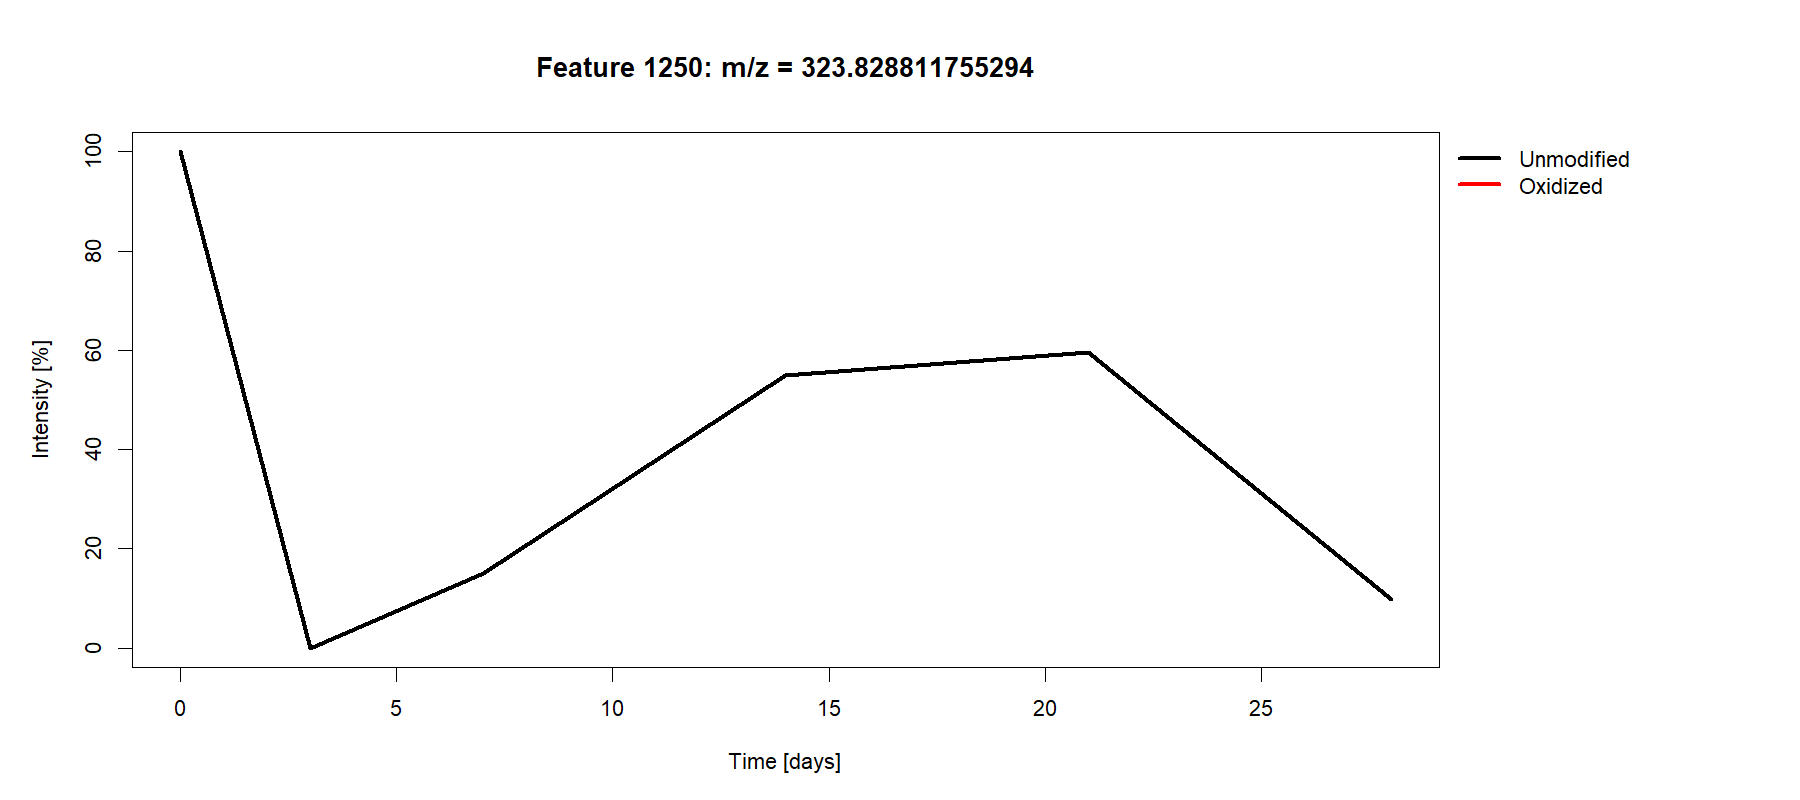 Feature 1250: m/z = 323.828811755294
Unmodified
Oxidized
Intensity [%]
100
80
60
40
20
0
0 5 10 15 20 25
Time [days]